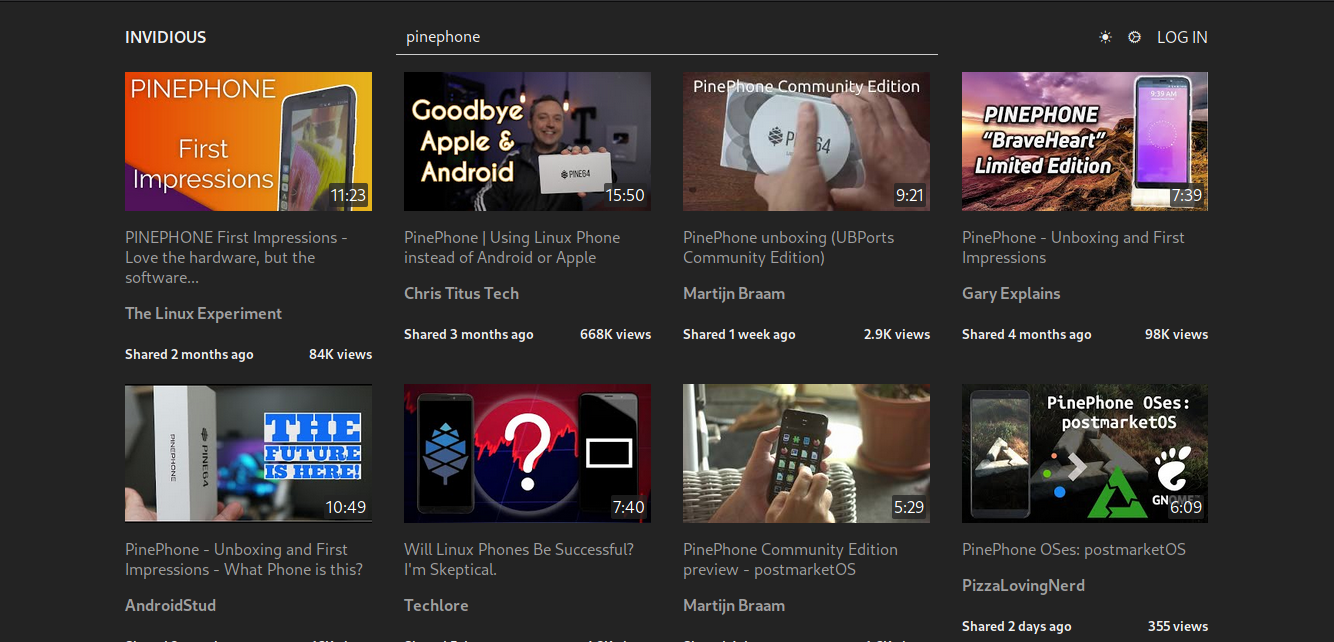 INVIDIOUS
pinephone
LOG IN
PINEPHONE
First
Impressions
11:23
Goodbye
Apple &
Android
PINE64
15:50
PinePhone Community Edition
9:21
9:39 AM
PINEPHONE
"BraveHeart"
Limited Edition
7:39
PINEPHONE First Impressions -
Love the hardware, but the
software...
The Linux Experiment
Shared 2 months ago
84K views
PinePhone | Using Linux Phone
instead of Android or Apple
Chris Titus Tech
Shared 3 months ago
668K views
PinePhone unboxing (UBPorts
Community Edition)
Martijn Braam
Shared 1 week ago
2.9K views
PinePhone - Unboxing and First
Impressions
Gary Explains
Shared 4 months ago
98K views
PINEPHONE
PINE64
THE
FUTURE
IS HERE!
10:49
?
7:40
5:29
PinePhone OSes:
postmarketOS
6:09
PinePhone - Unboxing and First
Impressions - What Phone is this?
AndroidStud
Will Linux Phones Be Successful?
I'm Skeptical.
Techlore
PinePhone Community Edition
preview - postmarketOS
Martijn Braam
PinePhone OSes: postmarketOS
PizzaLovingNerd
Shared 2 days ago
355 views